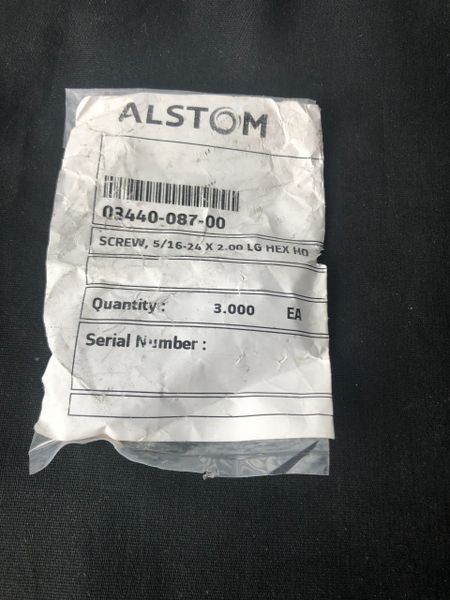 ALSTOM
03440-087-00
SCREW, 5/16-24 X 2.00 LG HEX HD
Quantity : 3.000 EA
Serial Number :